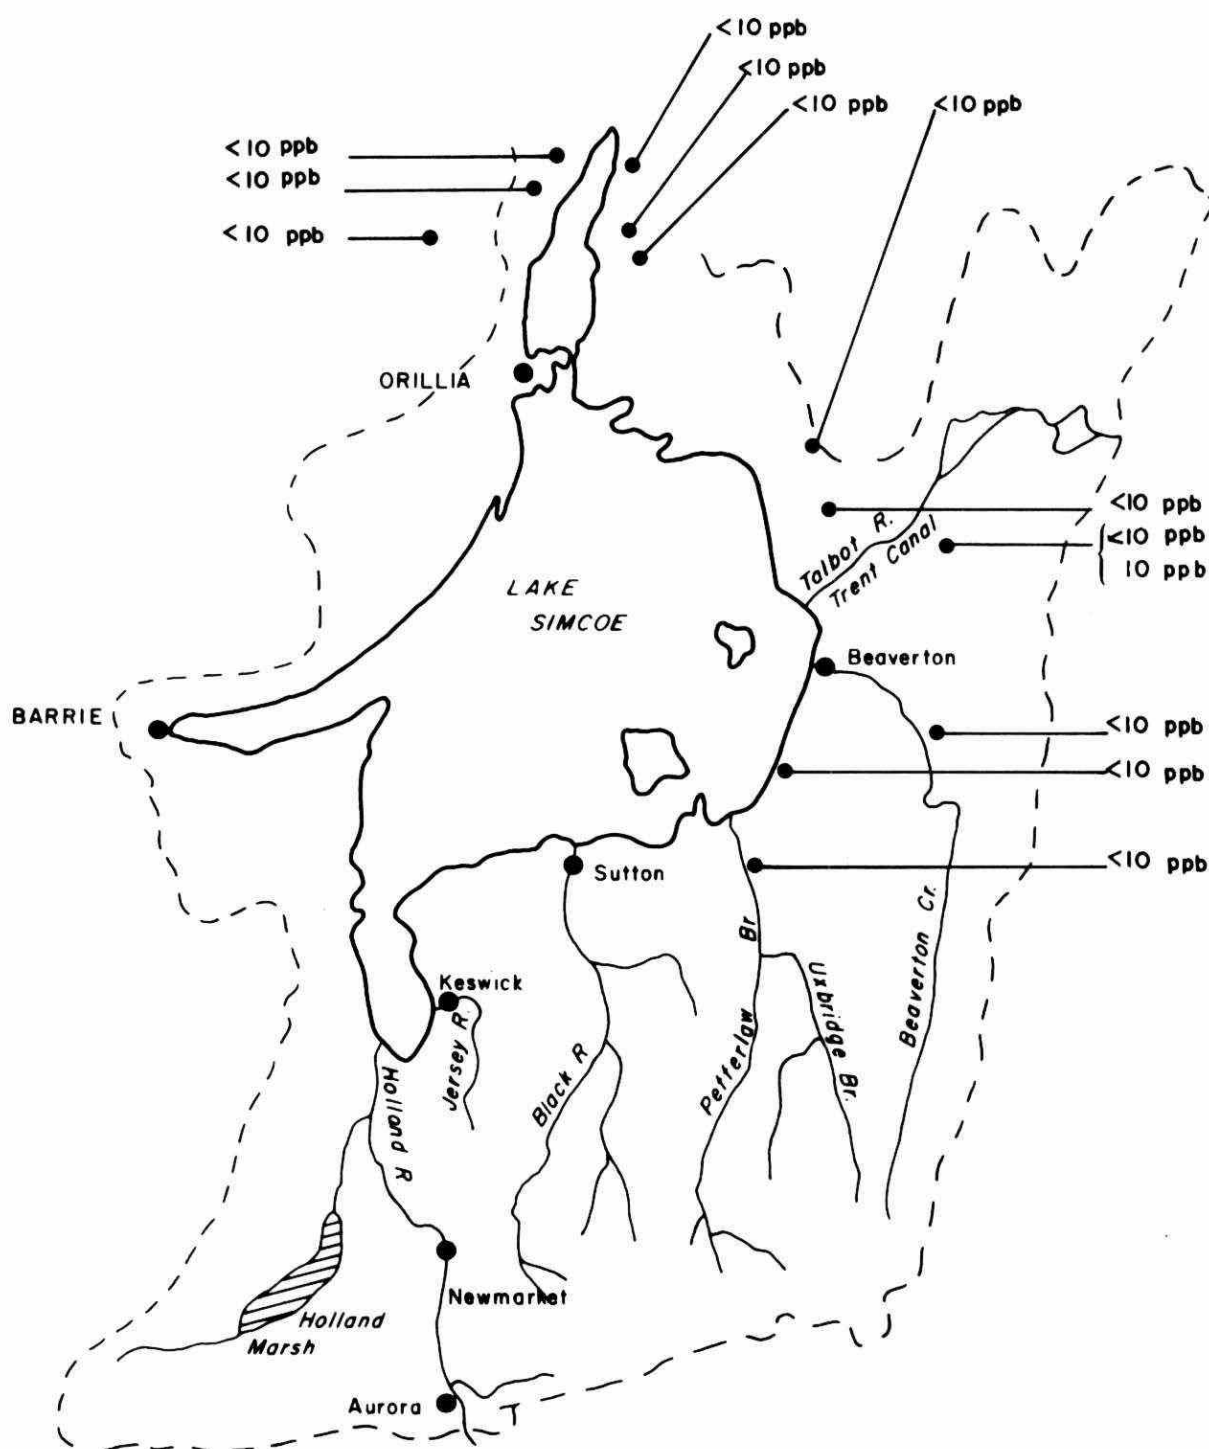 <10 ppb
<10 ppb
<10 ppb
<10 ppb
<10 ppb
<10 ppb
<10 ppb
ORILLIA
<10 ppb
<10 ppb
10 ppb
Talbot R.
Trent Canal
LAKE
SIMCOE
Beaverton
BARRIE
<10 ppb
<10 ppb
<10 ppb
Sutton
Keswick
Jersey R.
Holland R
Black R
Pefferlaw Br
Uxbridge Br.
Beaverton Cr.
Newmarket
Holland
Marsh
Aurora